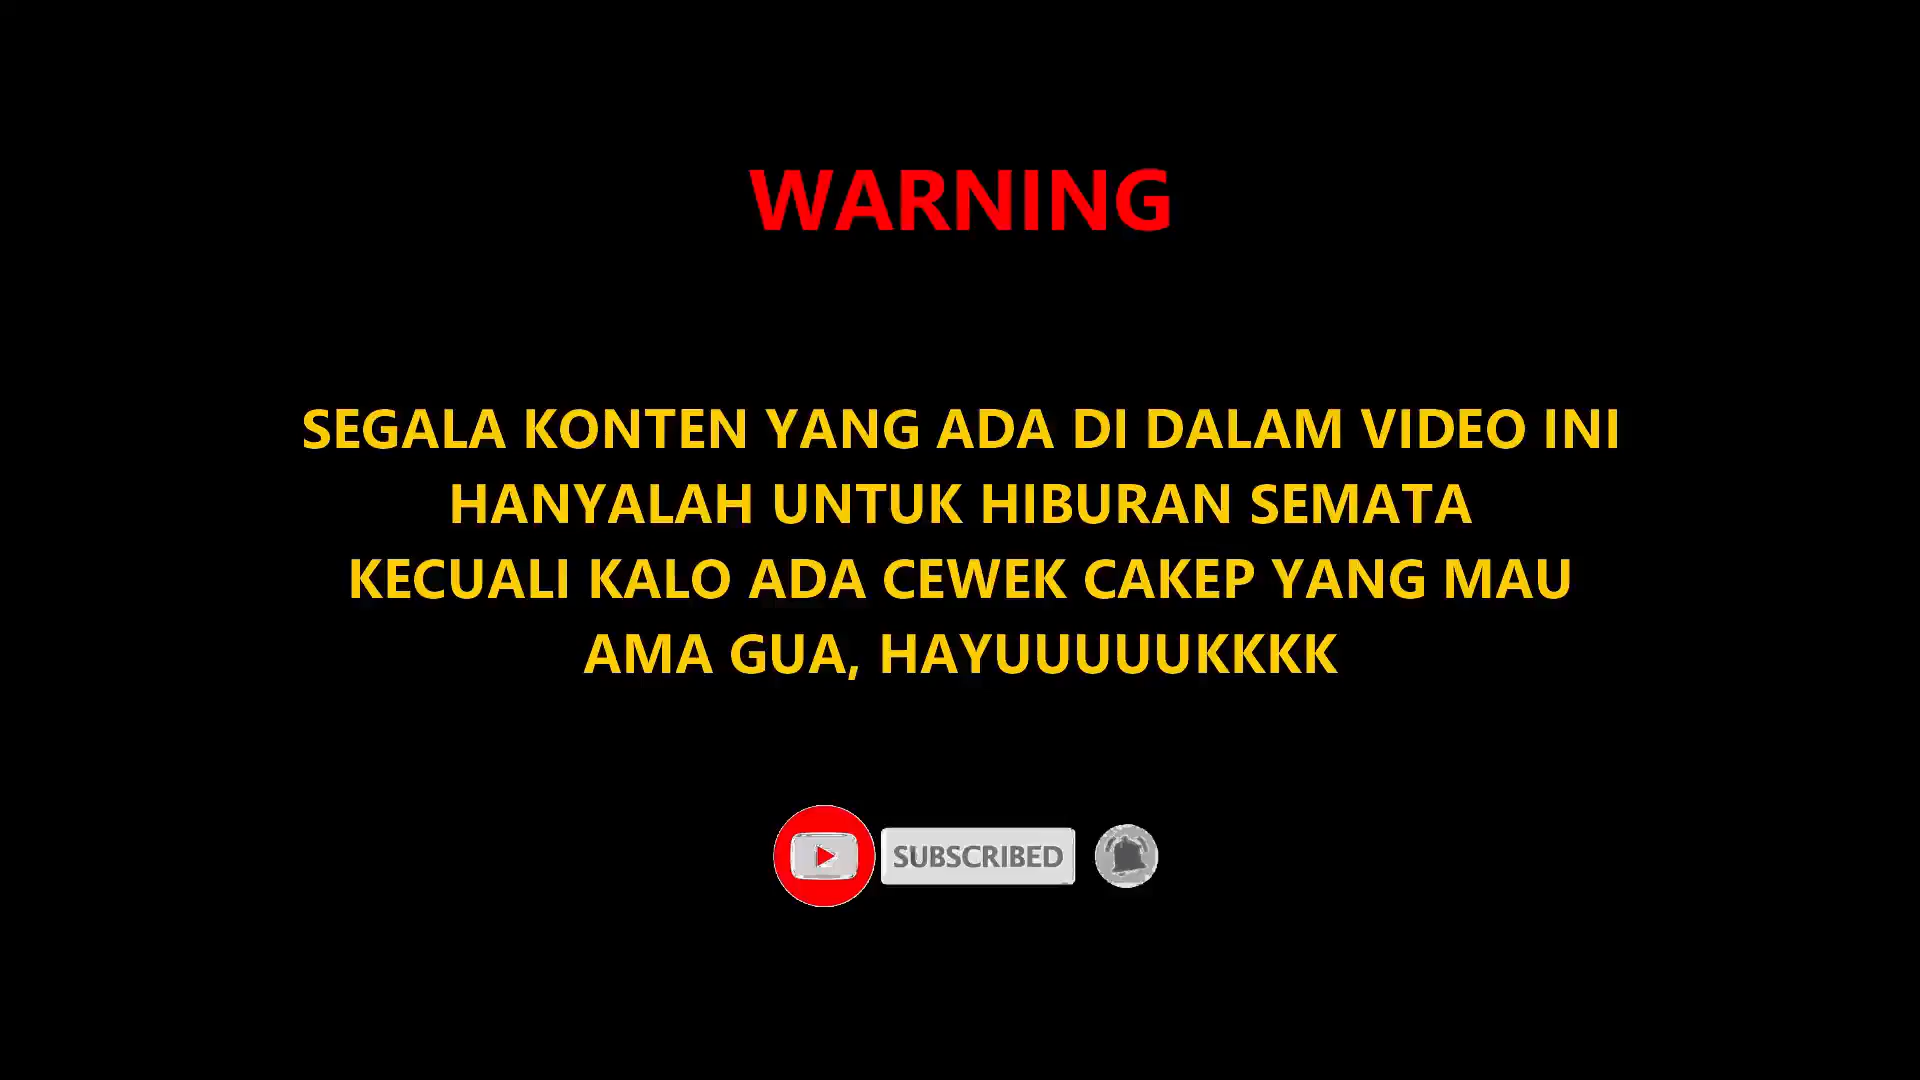 WARNING
SEGALA KONTEN YANG ADA DI DALAM VIDEO INI
HANYALAH UNTUK HIBURAN SEMATA
KECUALI KALO ADA CEWEK CAKEP YANG MAU
AMA GUA, HAYUUUUUKKKK
SUBSCRIBED